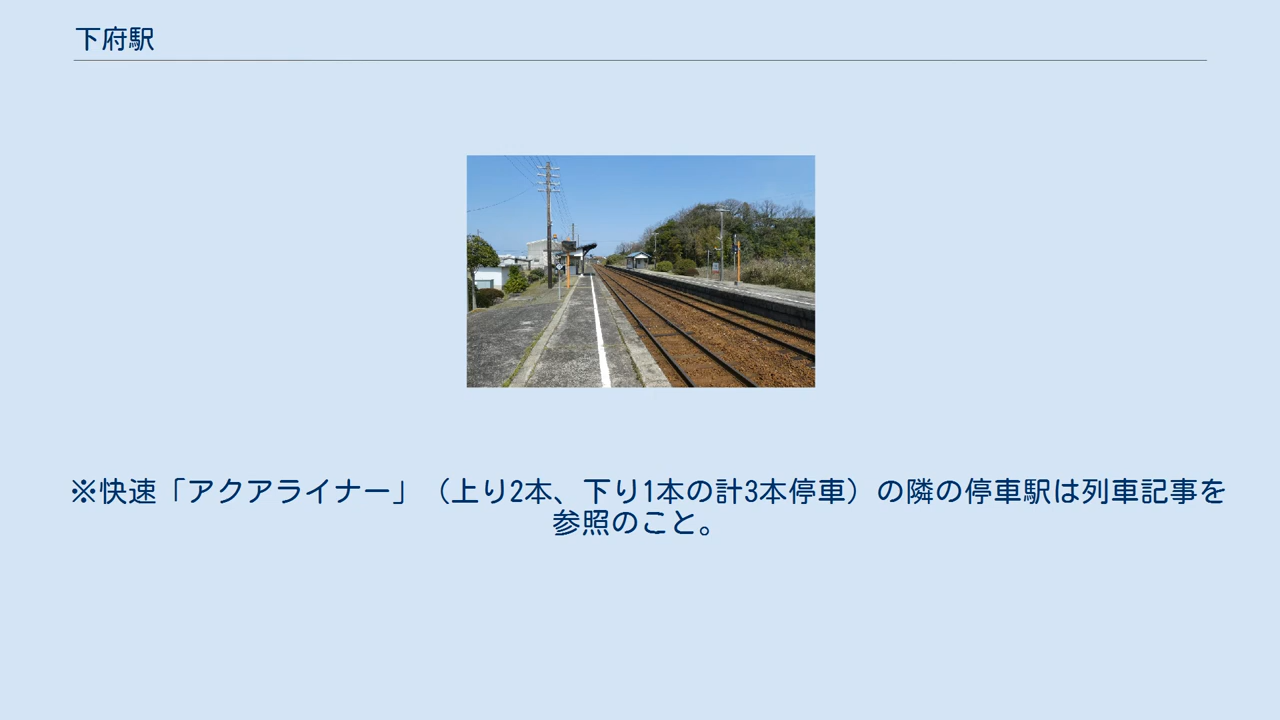 下府駅
※快速「アクアライナー」（上り2本、下り1本の計3本停車）の隣の停車駅は列車記事を
参照のこと。